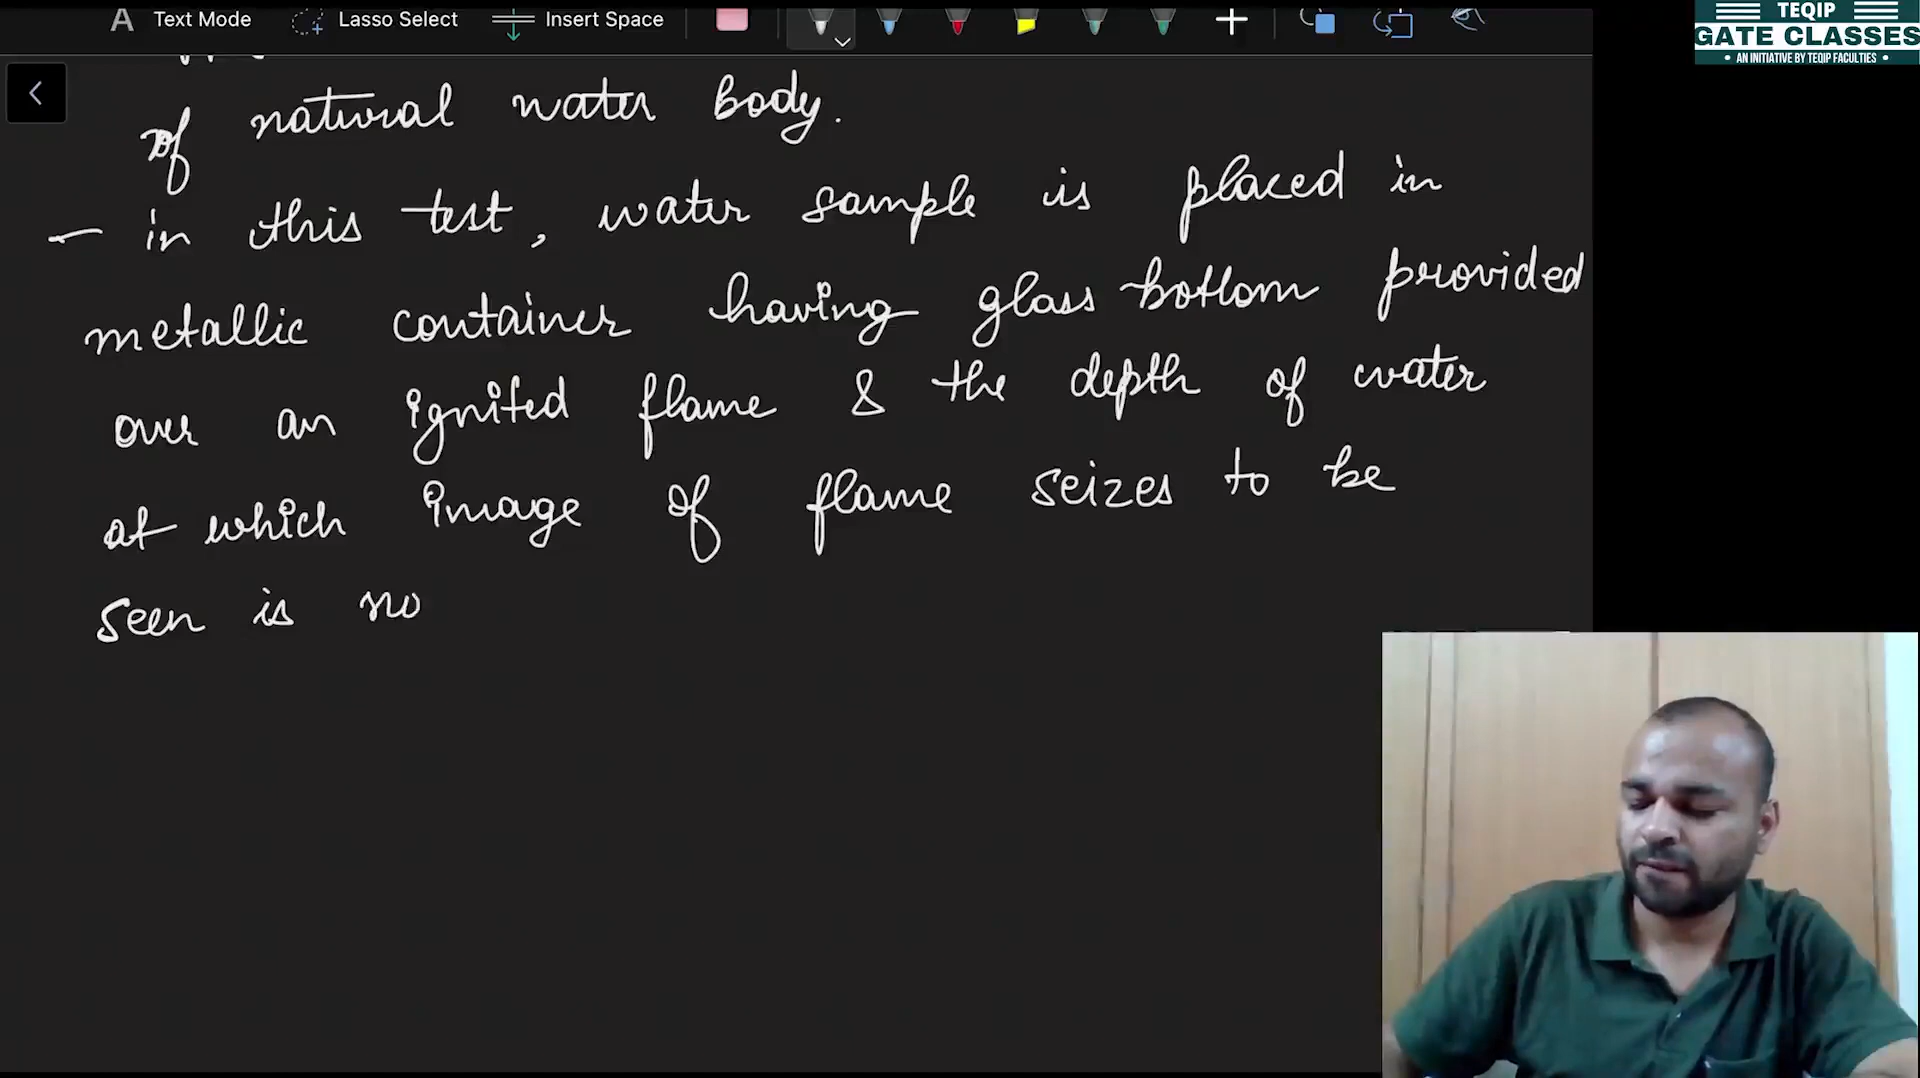 A Text Mode Lasso Select Insert Space
TEQIP
GATE CLASSES
• AN INITIATIVE BY TEQIP FACULTIES •
of natural water body.
- in this test, water sample is placed in
metallic container having glass bottom provided
over an ignited flame & the depth of water
at which image of flame seizes to be
seen is no